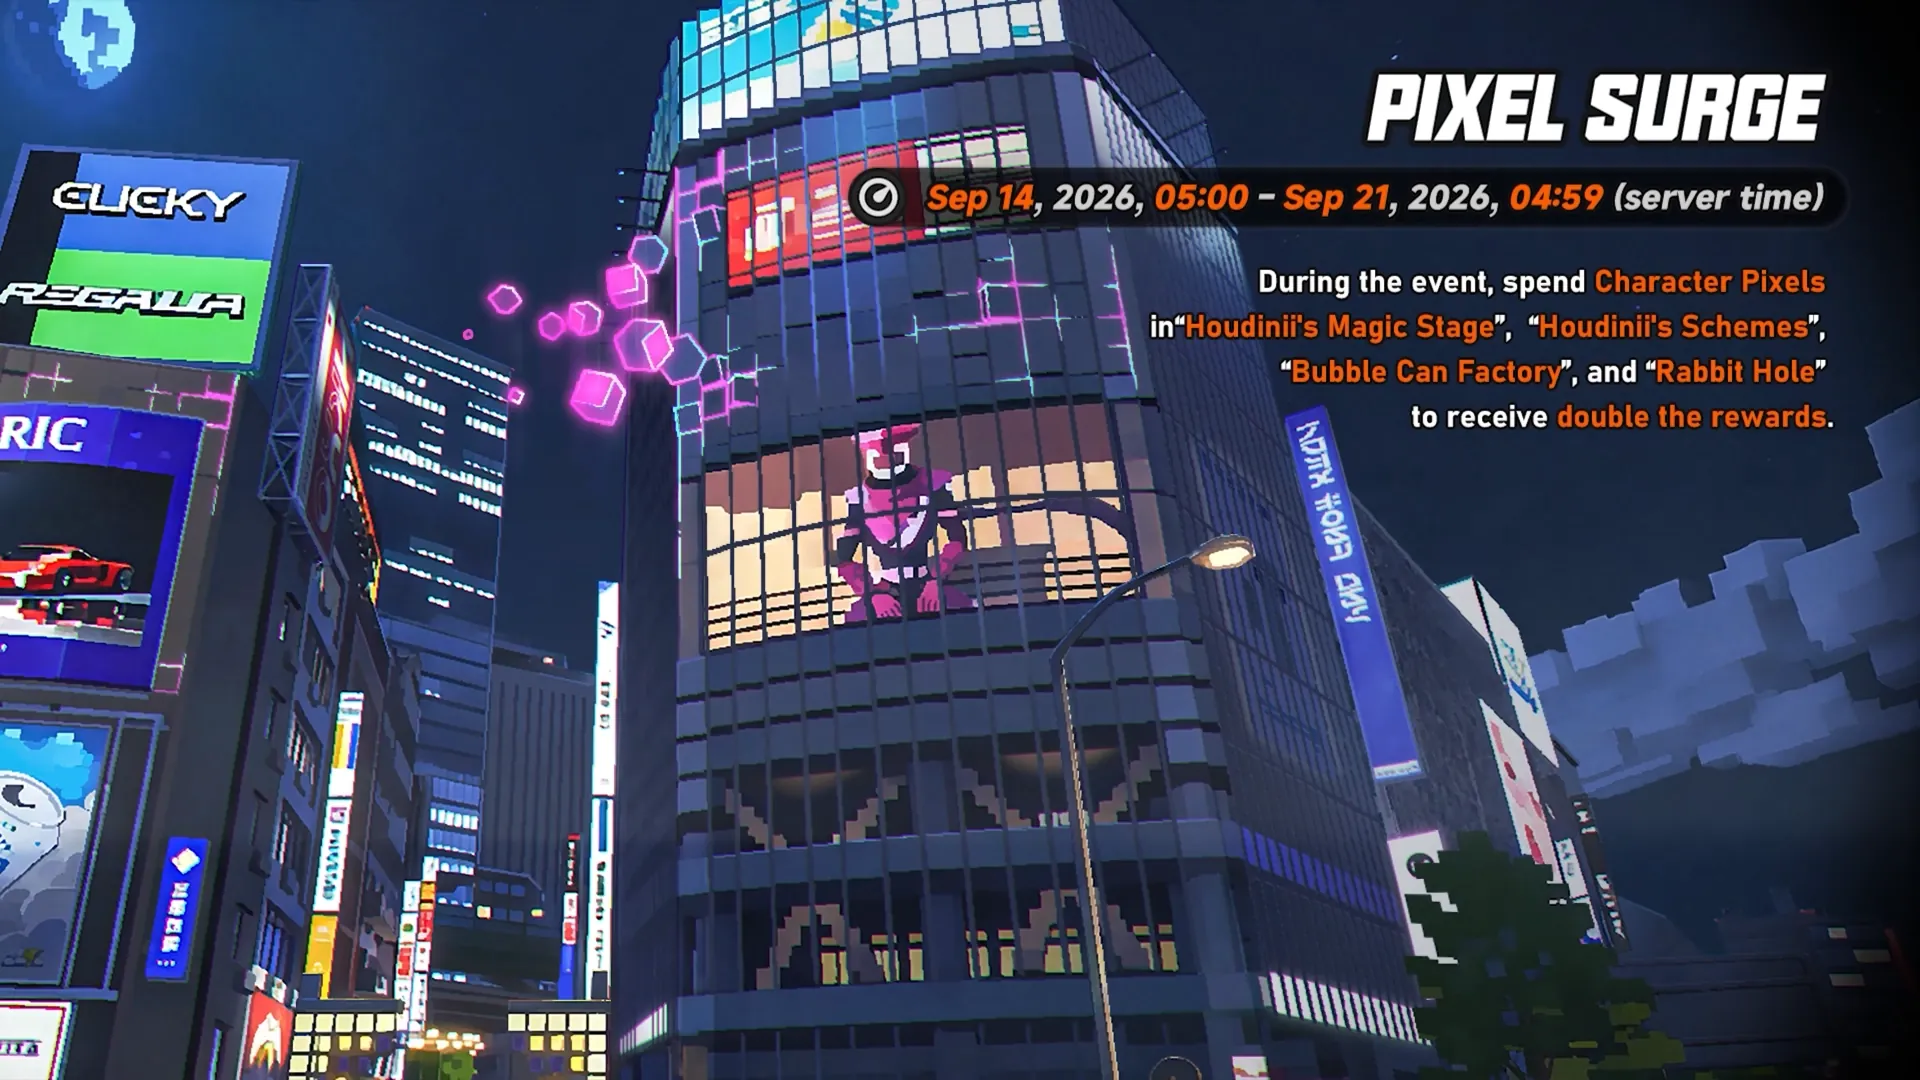 PIXEL SURGE
Sep 14, 2026, 05:00 – Sep 21, 2026, 04:59 (server time)
During the event, spend Character Pixels
in“Houdinii's Magic Stage”, “Houdinii's Schemes”,
“Bubble Can Factory”, and “Rabbit Hole”
to receive double the rewards.
CLICKY
REGALIA
RIC